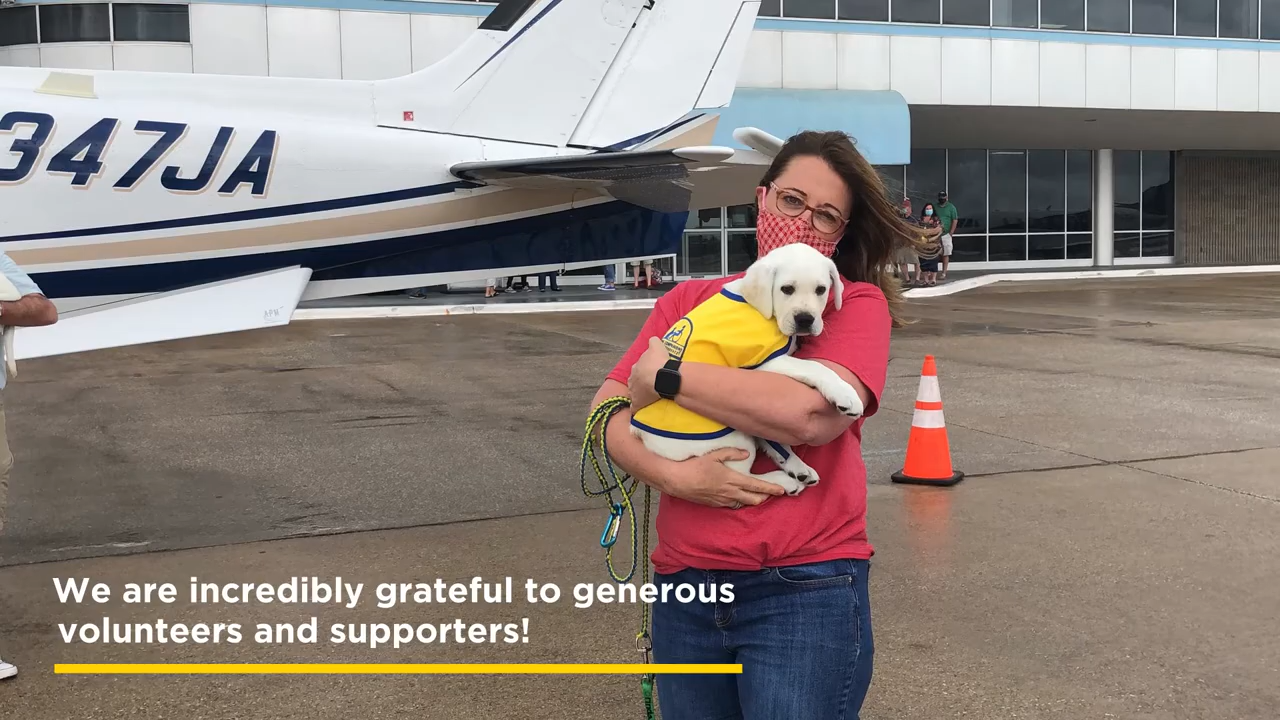 347JA
We are incredibly grateful to generous
volunteers and supporters!